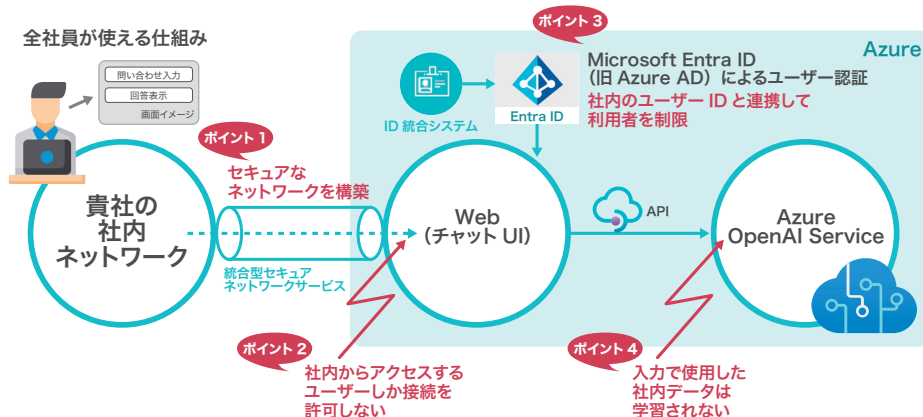 全社員が使える仕組み
問い合わせ入力
回答表示
画面イメージ
貴社の
社内
ネットワーク
ポイント 1
セキュアな
ネットワークを構築
統合型セキュア
ネットワークサービス
ポイント 2
社内からアクセスする
ユーザーしか接続を
許可しない
Azure
ポイント 3
ID 統合システム
Entra ID
Microsoft Entra ID
(旧 Azure AD)によるユーザー認証
社内のユーザー ID と連携して
利用者を制限
Web
(チャット UI)
API
Azure
OpenAI Service
ポイント 4
入力で使用した
社内データは
学習されない